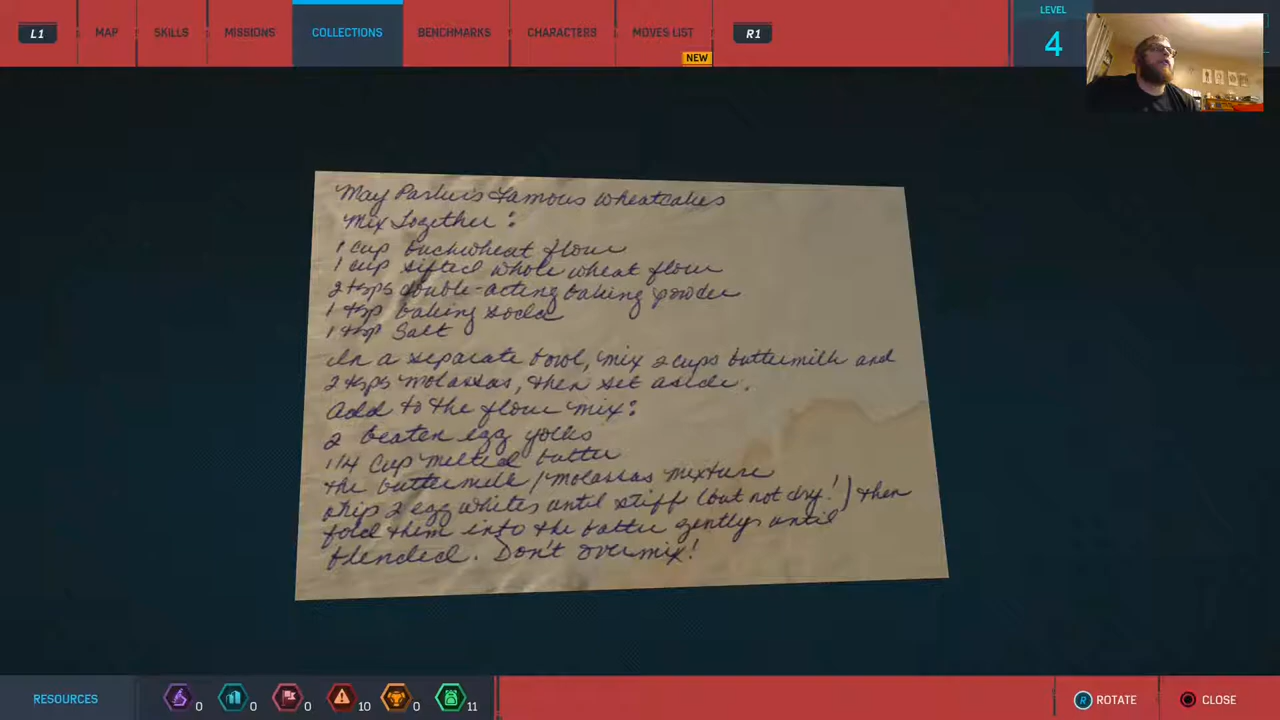 L1 MAP SKILLS MISSIONS COLLECTIONS BENCHMARKS CHARACTERS MOVES LIST R1
NEW
LEVEL
4
May Parker's Famous Wheatcakes
Mix Together:
1 cup buckwheat flour
1 cup sifted whole wheat flour
2 tsps double-acting baking powder
1 tsp baking soda
1 tsp Salt
In a separate bowl, mix 2 cups buttermilk and
2 tsps molassas, then set aside.
Add to the flour mix:
2 beaten egg yolks
1/4 Cup melted butter
the buttermilk/molassas mixture
whip 2 egg whites until stiff (but not dry!) then
fold them into the batter gently until
blended. Don't overmix!
RESOURCES 0 0 0 10 0 11
R ROTATE CLOSE